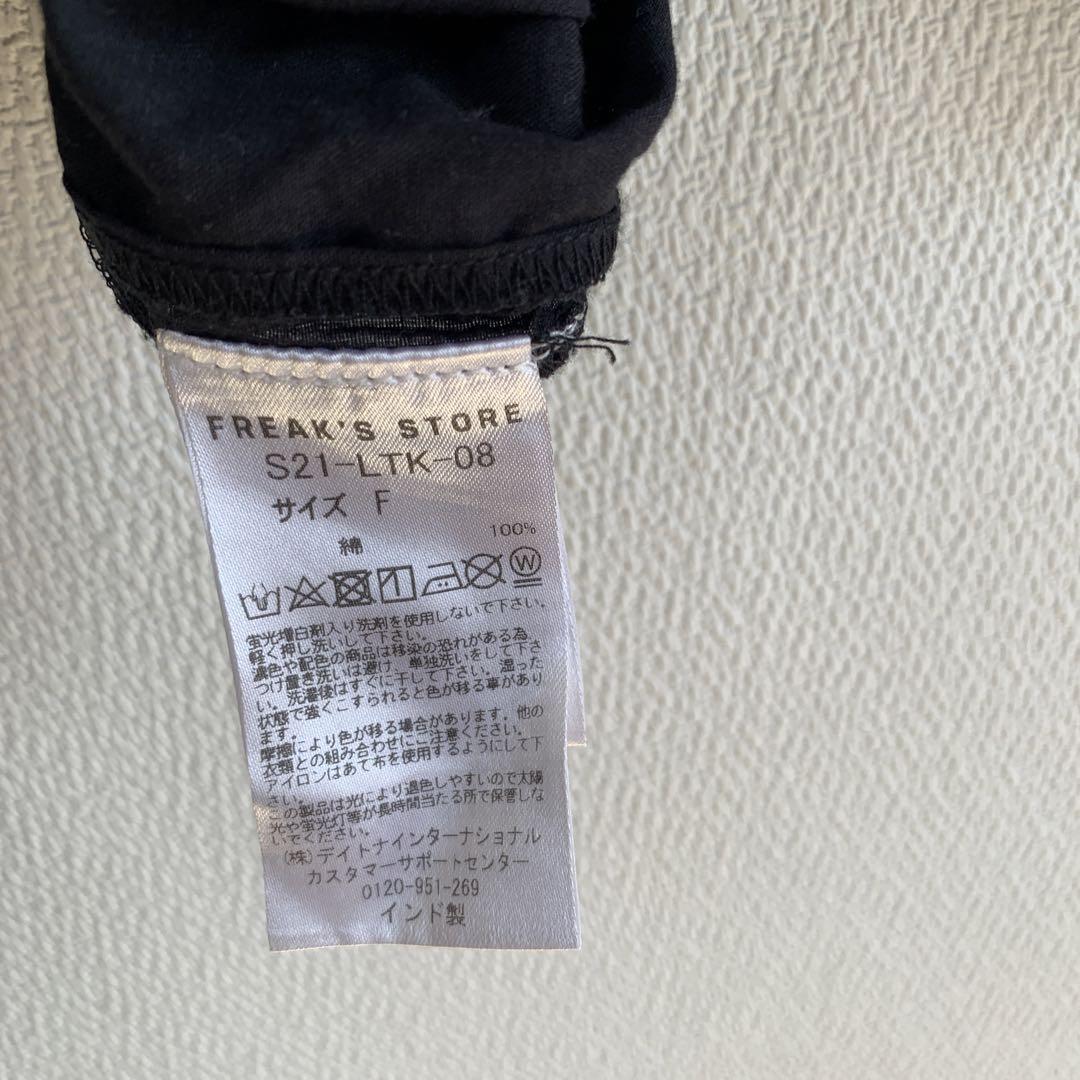 FREAK'S STORE
S21-LTK-08
サイズ F
100%
綿
W
蛍光増白剤入り洗剤を使用しないで下さい。
軽く押し洗いして下さい。
濃色や配色の商品は移染の恐れがある為、
つけ置き洗いは避け、単独洗いをして下さ
い。洗濯後はすぐに干して下さい。湿った
状態で強くこすられると色が移る事があり
ます。
摩擦により色が移る場合があります。他の
衣類との組み合わせにご注意ください。
アイロンはあて布を使用するようにして下
さい。
この製品は光により退色しやすいので太陽
光や蛍光灯等が長時間当たる所で保管しな
いでください。
(株)デイトナインターナショナル
カスタマーサポートセンター
0120-951-269
インド製